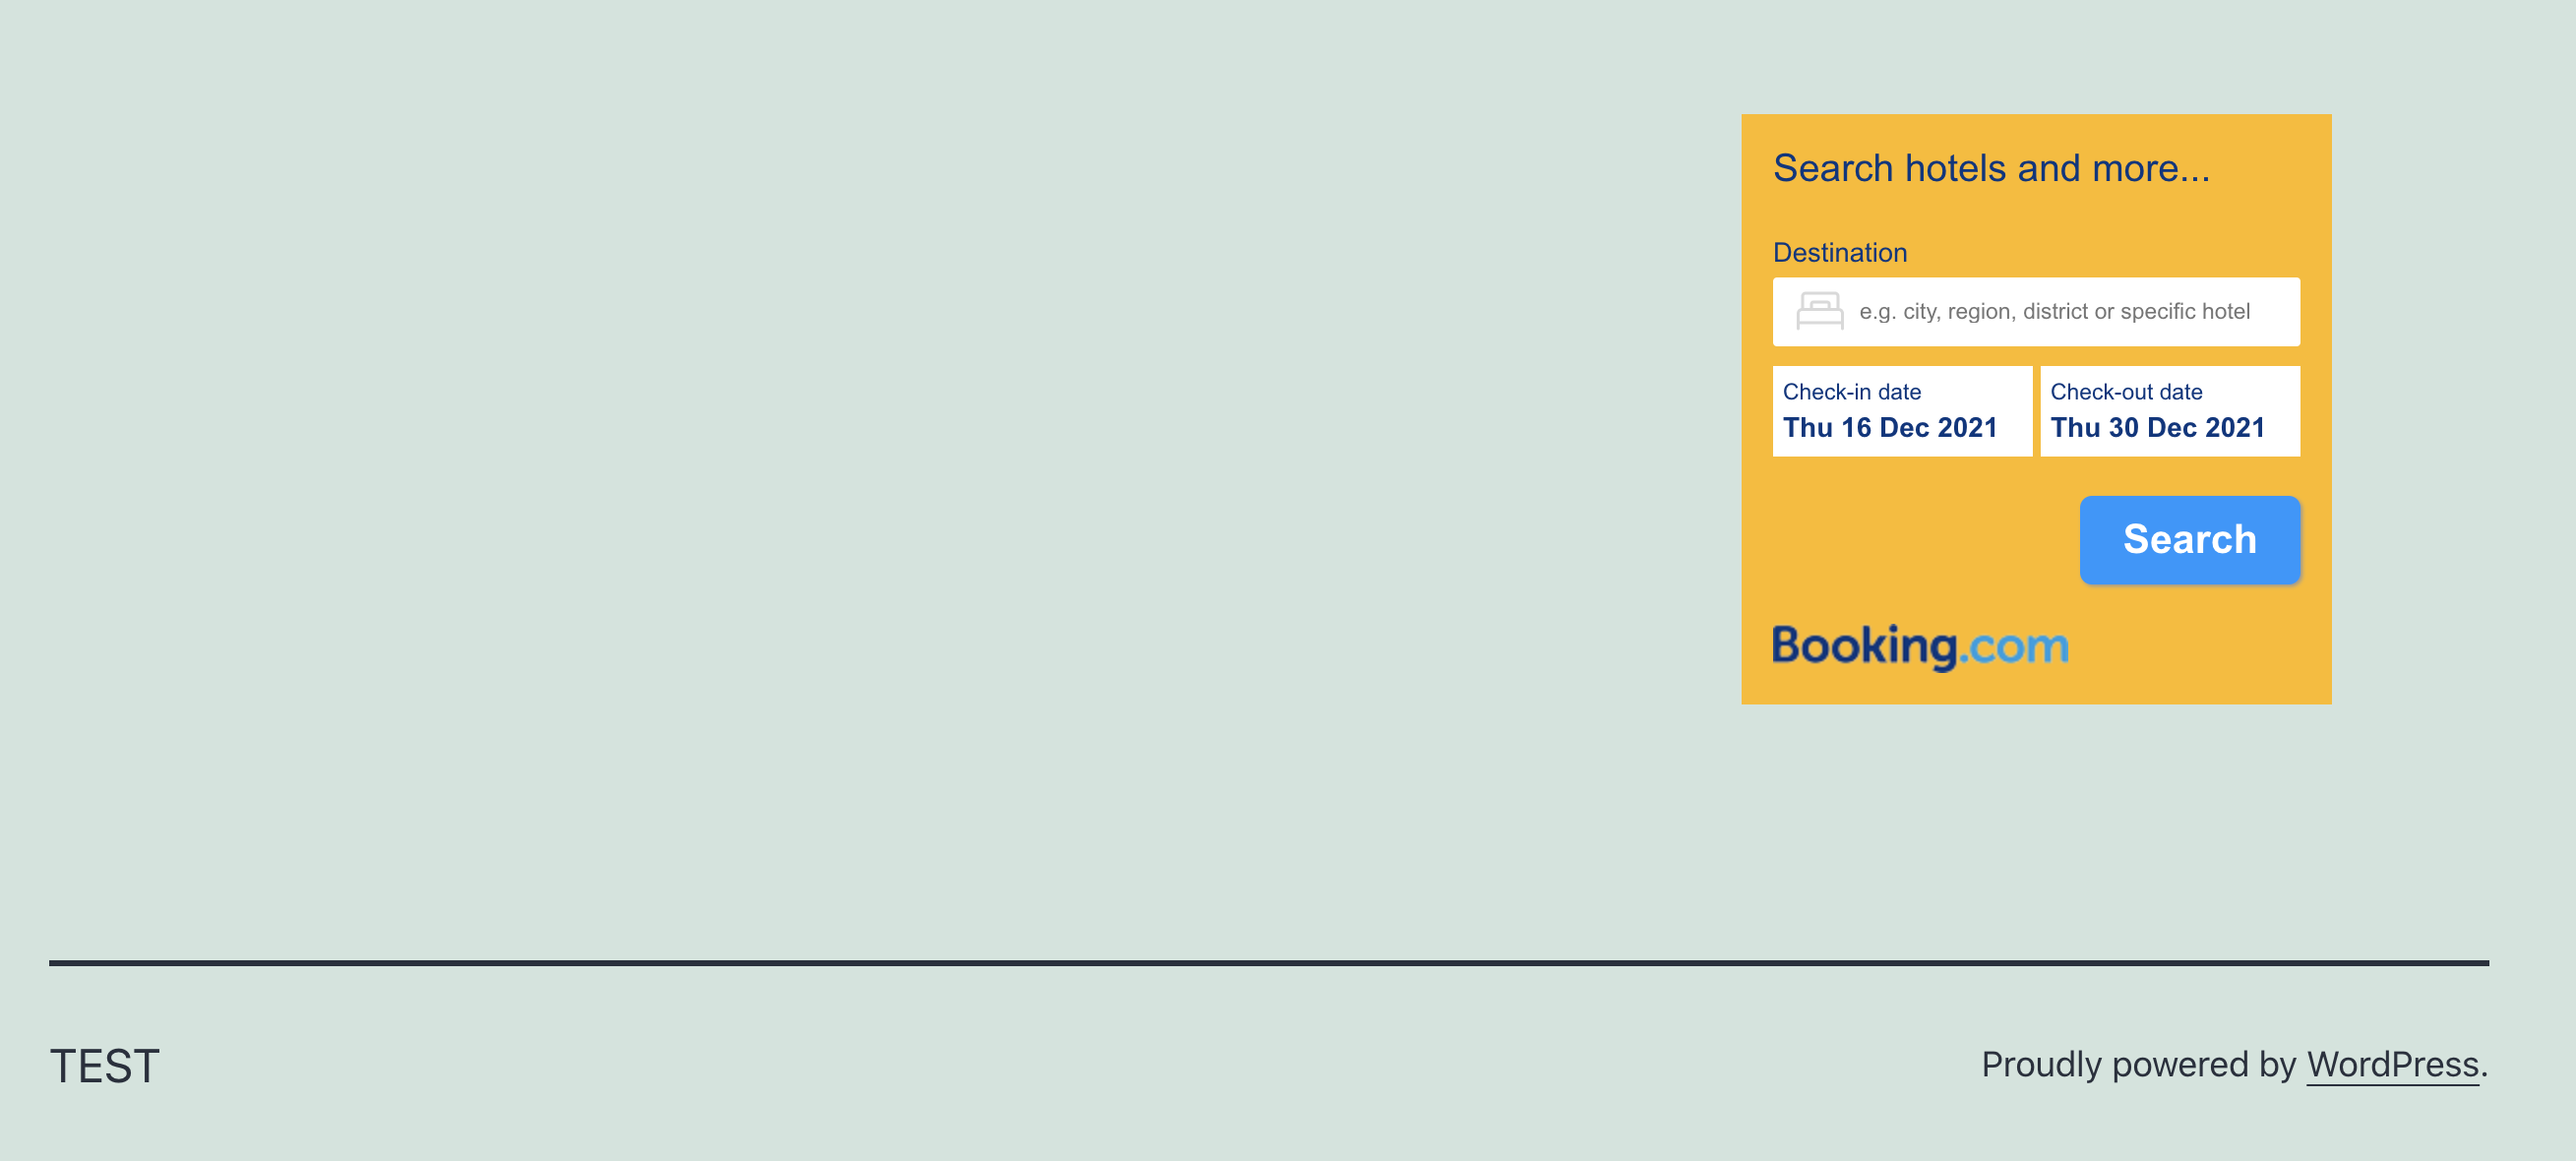 Search hotels and more...
Destination
e.g. city, region, district or specific hotel
Check-in date
Thu 16 Dec 2021
Check-out date
Thu 30 Dec 2021
Search
Booking.com
TEST
Proudly powered by WordPress.